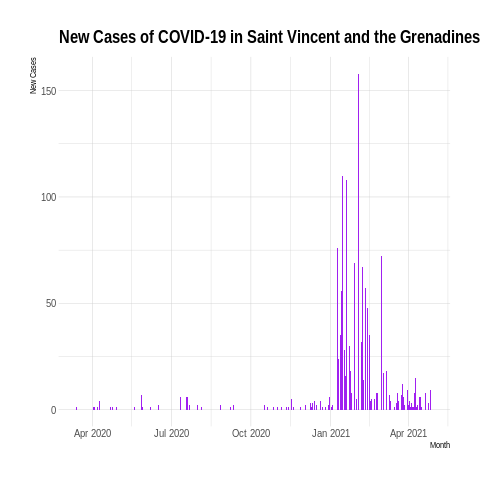 New Cases of COVID-19 in Saint Vincent and the Grenadines
New Cases
150
100
50
0
Apr 2020 Jul 2020 Oct 2020 Jan 2021 Apr 2021
Month